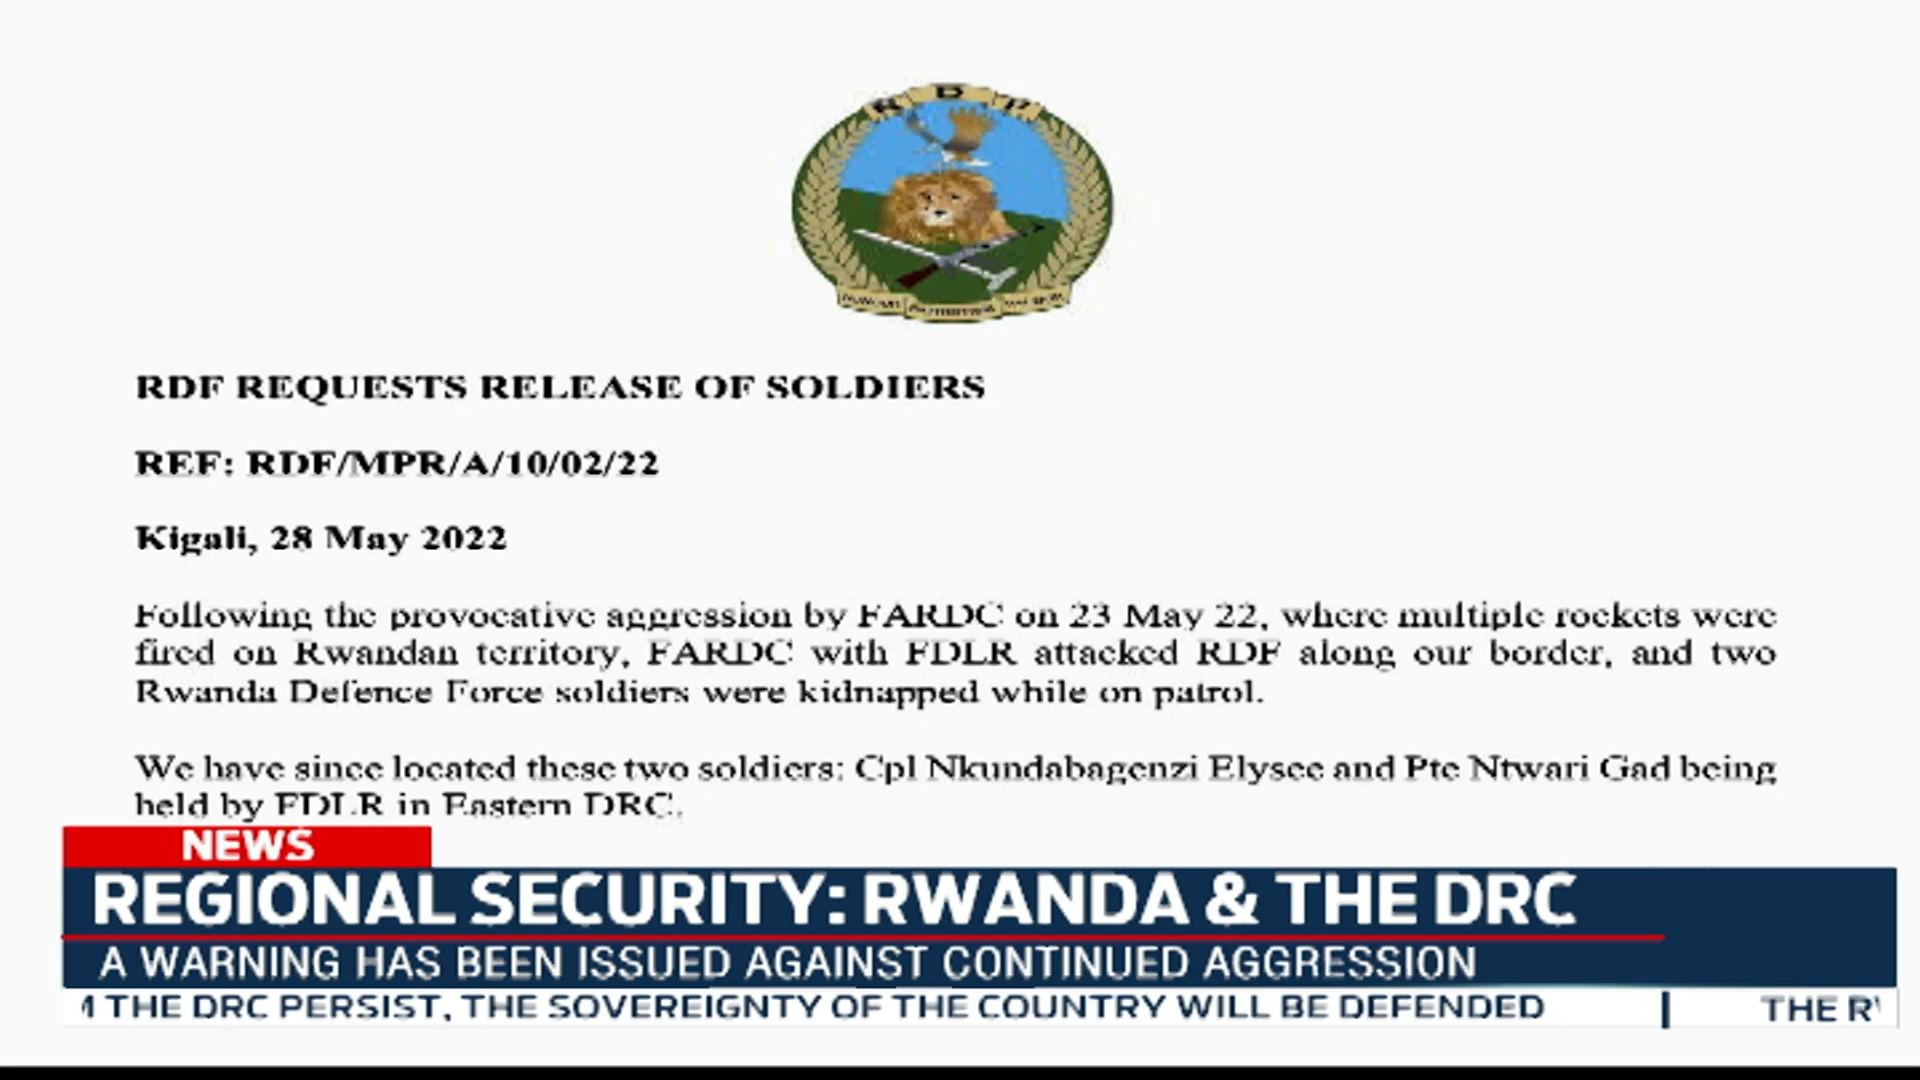 RDF
RDF REQUESTS RELEASE OF SOLDIERS
REF: RDF/MPR/A/10/02/22
Kigali, 28 May 2022
Following the provocative aggression by FARDC on 23 May 22, where multiple rockets were
fired on Rwandan territory, FARDC with FDLR attacked RDF along our border, and two
Rwanda Defence Force soldiers were kidnapped while on patrol.
We have since located these two soldiers: Cpl Nkundabagenzi Elysee and Pte Ntwari Gad being
held by FDLR in Eastern DRC.
NEWS
REGIONAL SECURITY: RWANDA & THE DRC
A WARNING HAS BEEN ISSUED AGAINST CONTINUED AGGRESSION
THE DRC PERSIST, THE SOVEREIGNTY OF THE COUNTRY WILL BE DEFENDED | THE